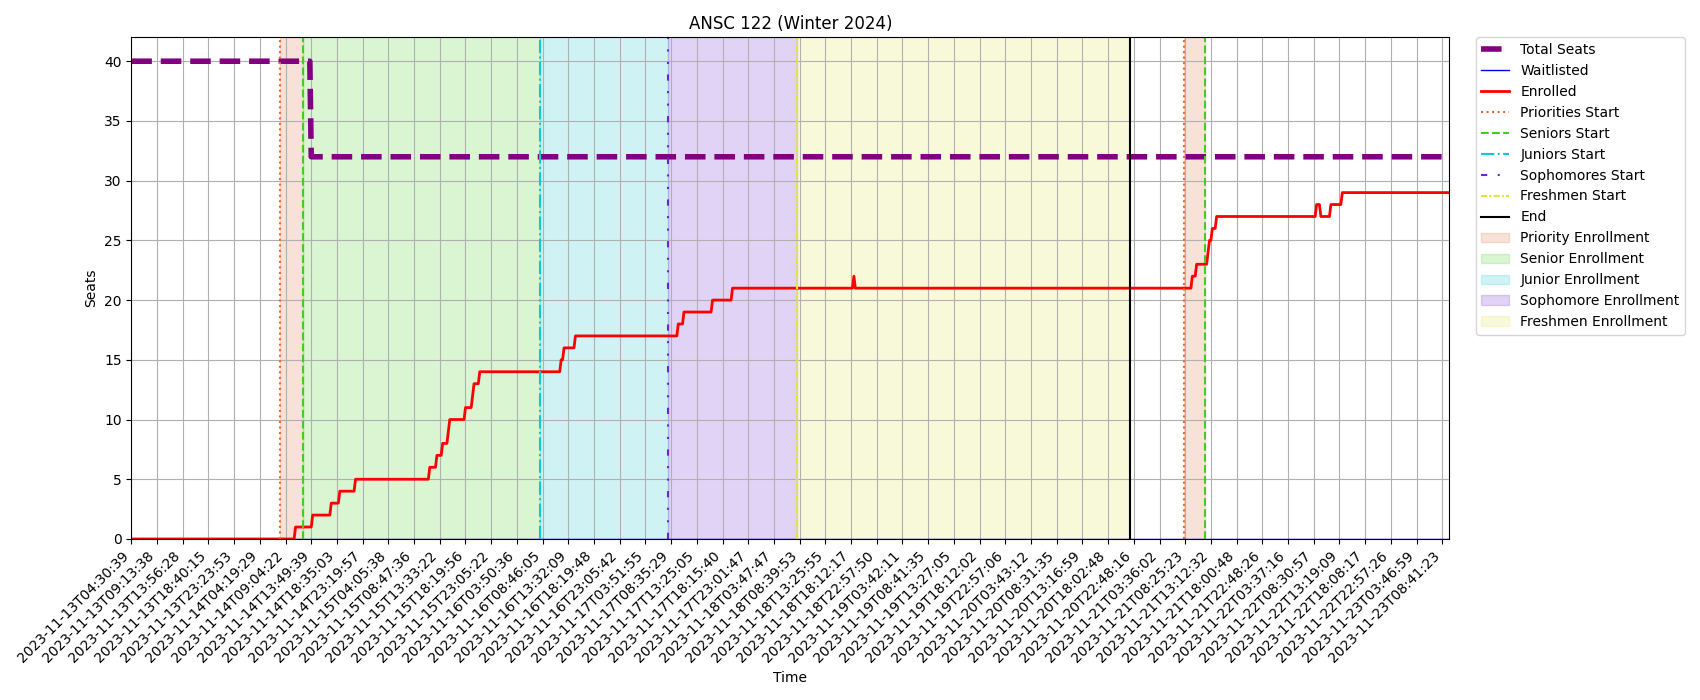 ANSC 122 (Winter 2024)
Seats
40
35
30
25
20
15
10
5
0
2023-11-13T04:30:39
2023-11-13T09:13:38
2023-11-13T13:56:28
2023-11-13T18:40:15
2023-11-13T23:23:53
2023-11-14T04:19:29
2023-11-14T09:04:22
2023-11-14T13:49:39
2023-11-14T18:35:03
2023-11-14T23:19:57
2023-11-15T04:05:38
2023-11-15T08:47:36
2023-11-15T13:33:22
2023-11-15T18:19:56
2023-11-15T23:05:22
2023-11-16T03:50:36
2023-11-16T08:46:05
2023-11-16T13:32:09
2023-11-16T18:19:48
2023-11-16T23:05:42
2023-11-17T03:51:55
2023-11-17T08:35:29
2023-11-17T13:25:05
2023-11-17T18:15:40
2023-11-17T23:01:47
2023-11-18T03:47:47
2023-11-18T08:39:53
2023-11-18T13:25:55
2023-11-18T18:12:17
2023-11-18T22:57:50
2023-11-19T03:42:11
2023-11-19T08:41:35
2023-11-19T13:27:05
2023-11-19T18:12:02
2023-11-19T22:57:06
2023-11-20T03:43:12
2023-11-20T08:31:35
2023-11-20T13:16:59
2023-11-20T18:02:48
2023-11-20T22:48:16
2023-11-21T03:36:02
2023-11-21T08:25:23
2023-11-21T13:12:32
2023-11-21T18:00:48
2023-11-21T22:48:26
2023-11-22T03:37:16
2023-11-22T08:30:57
2023-11-22T13:19:09
2023-11-22T18:08:17
2023-11-22T22:57:26
2023-11-23T03:46:59
2023-11-23T08:41:23
Time
Total Seats
Waitlisted
Enrolled
Priorities Start
Seniors Start
Juniors Start
Sophomores Start
Freshmen Start
End
Priority Enrollment
Senior Enrollment
Junior Enrollment
Sophomore Enrollment
Freshmen Enrollment